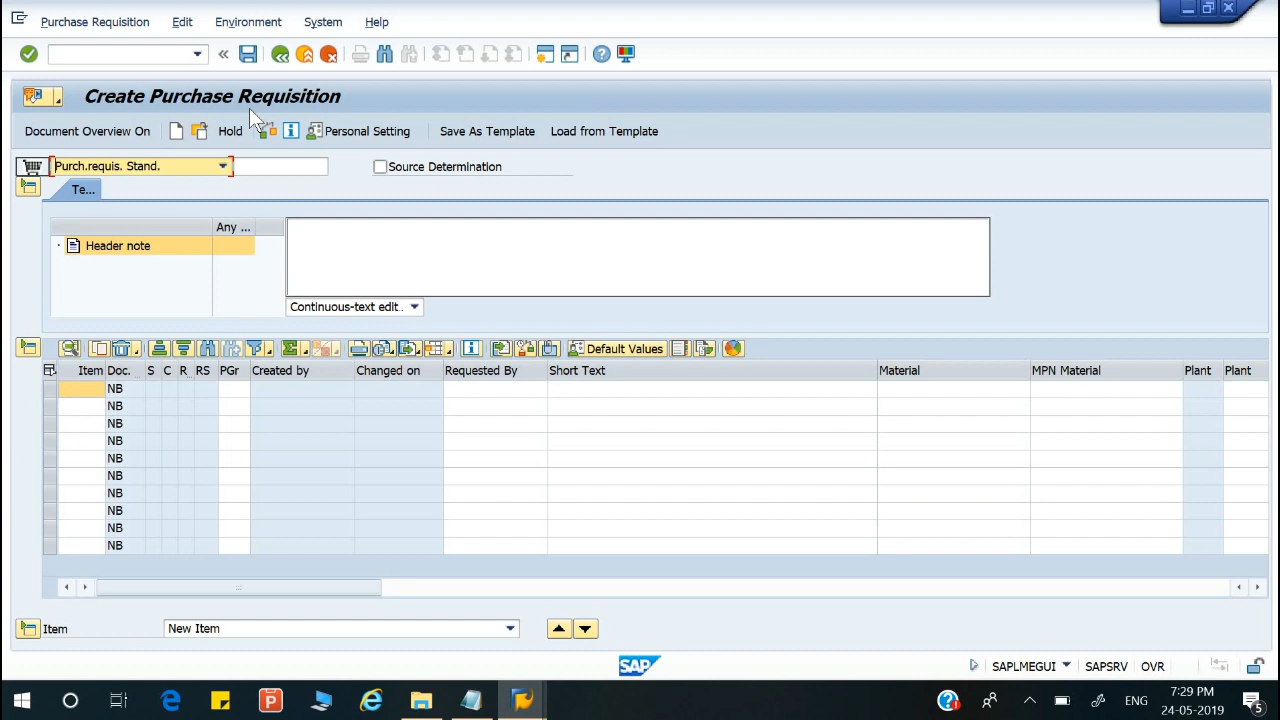 Purchase Requisition Edit Environment System Help
Create Purchase Requisition
Document Overview On Hold Personal Setting Save As Template Load from Template
Purch.requis. Stand. Source Determination
Te...
Any ...
Header note
Continuous-text edit..
Default Values
Item Doc. S C R RS PGr Created by Changed on Requested By Short Text Material MPN Material Plant Plant
NB
NB
NB
NB
NB
NB
NB
NB
NB
NB
Item New Item
SAP SAPLMEGUI SAPSRV OVR
ENG 7:29 PM
24-05-2019 5